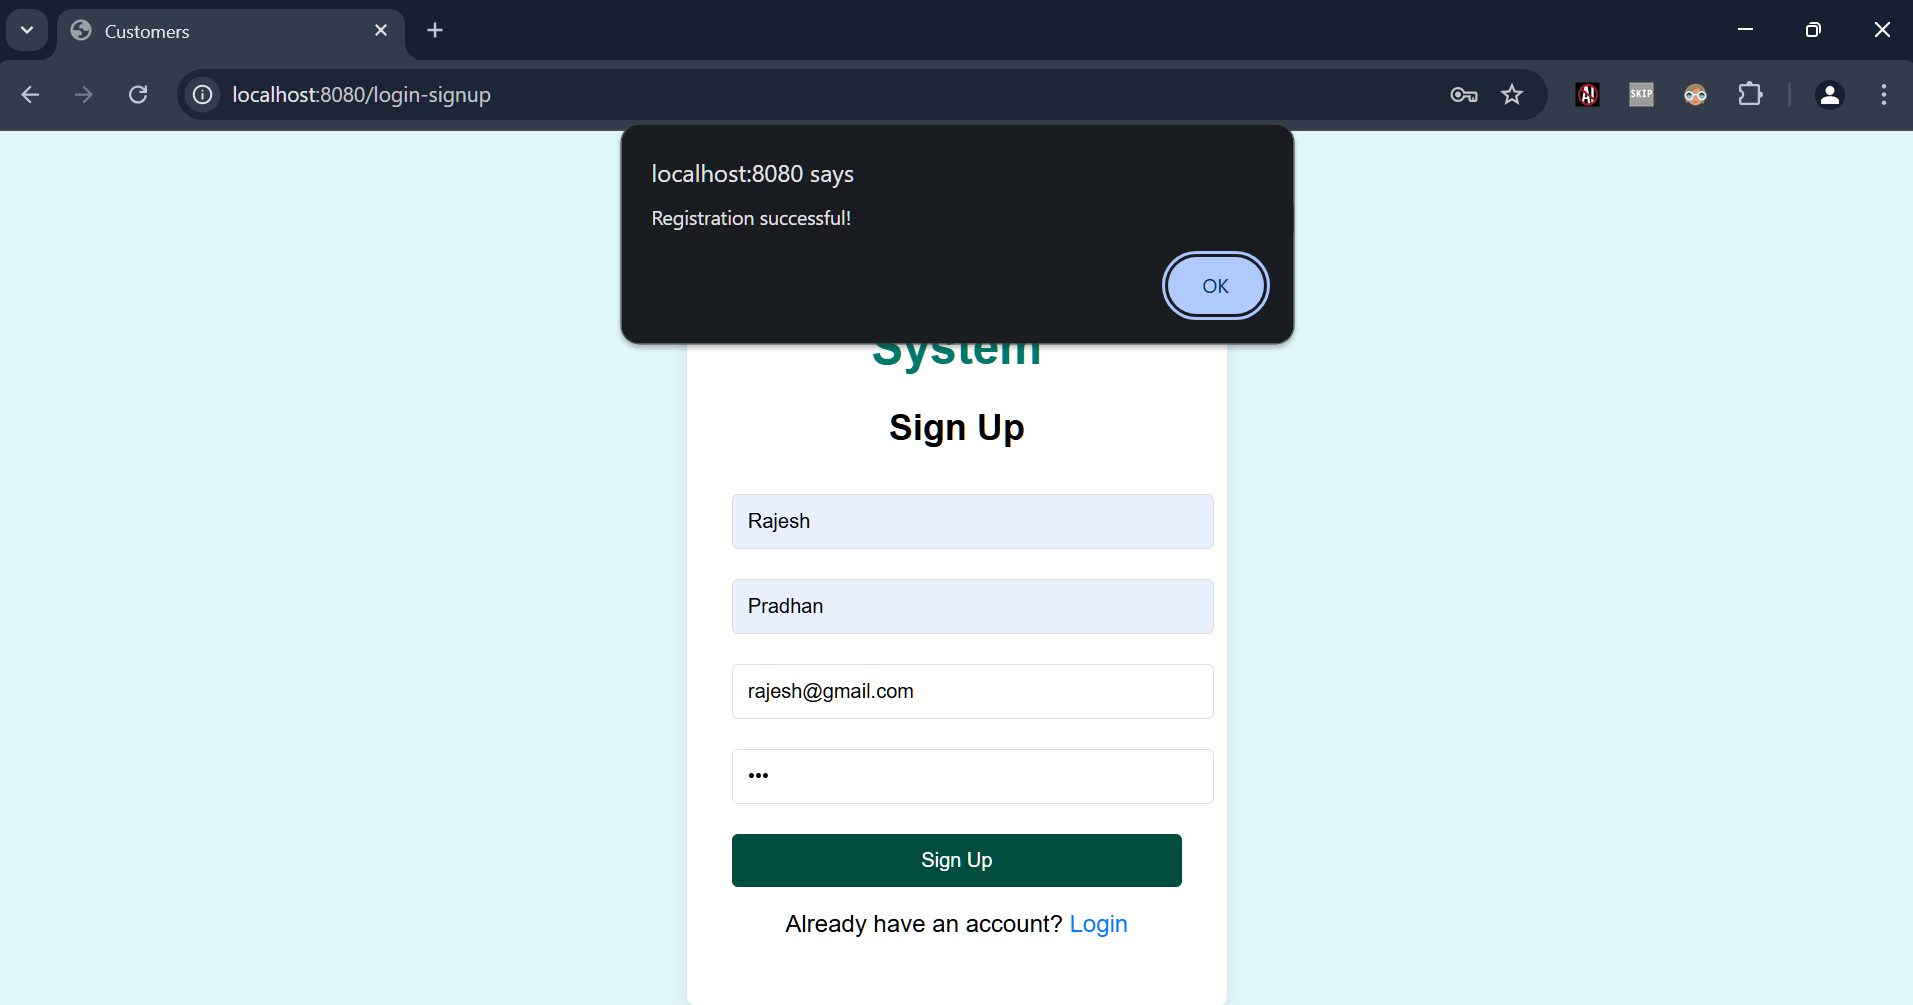 Customers
localhost:8080/login-signup
SKIP
localhost:8080 says
Registration successful!
OK
System
Sign Up
Rajesh
Pradhan
rajesh@gmail.com
•••
Sign Up
Already have an account? Login